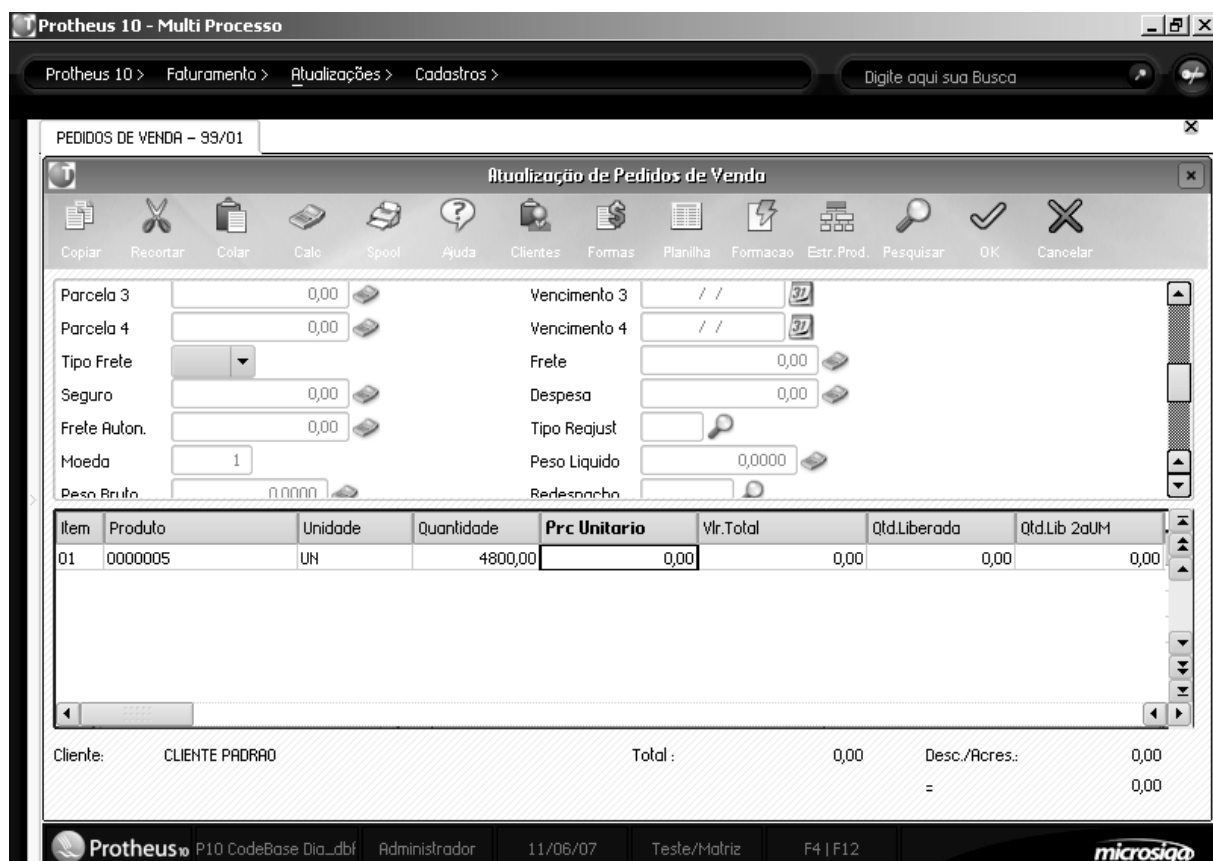 Protheus 10 - Multi Processo
Protheus 10 > Faturamento > Atualizações > Cadastros > Digite aqui sua Busca
PEDIDOS DE VENDA – 99/01
Atualização de Pedidos de Venda
Copiar Recortar Colar Calc Spool Ajuda Clientes Formas Planilha Formacao Estr.Prod. Pesquisar OK Cancelar
Parcela 3 0,00 Vencimento 3 / / 31
Parcela 4 0,00 Vencimento 4 / / 31
Tipo Frete Frete 0,00
Seguro 0,00 Despesa 0,00
Frete Auton. 0,00 Tipo Reajust
Moeda 1 Peso Liquido 0,0000
Peso Bruto 0,0000 Redespacho
Item Produto Unidade Quantidade Prc Unitario Vlr.Total Qtd.Liberada Qtd.Lib 2aUM
01 0000005 UN 4800,00 0,00 0,00 0,00 0,00
Cliente: CLIENTE PADRAO Total : 0,00 Desc./Acres.: 0,00
= 0,00
Protheus 10 P10 CodeBase Dia_dbf Administrador 11/06/07 Teste/Matriz F4 | F12 microsiga